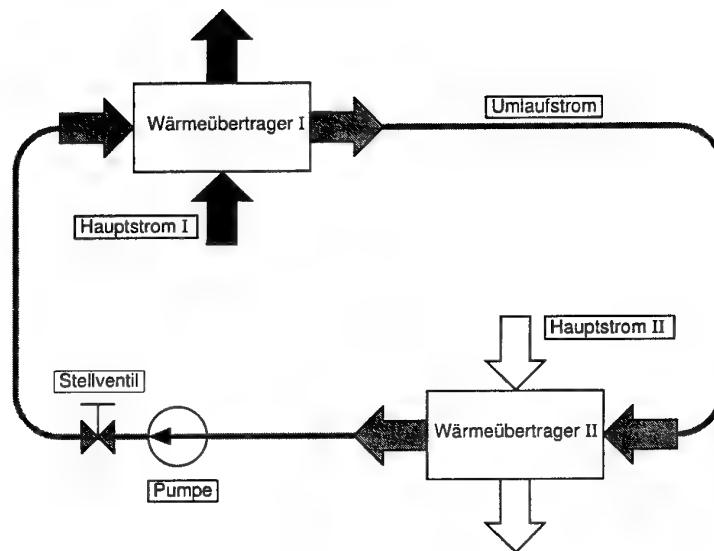 Umlaufstrom
Wärmeübertrager I
Hauptstrom I
Hauptstrom II
Stellventil
Wärmeübertrager II
Pumpe